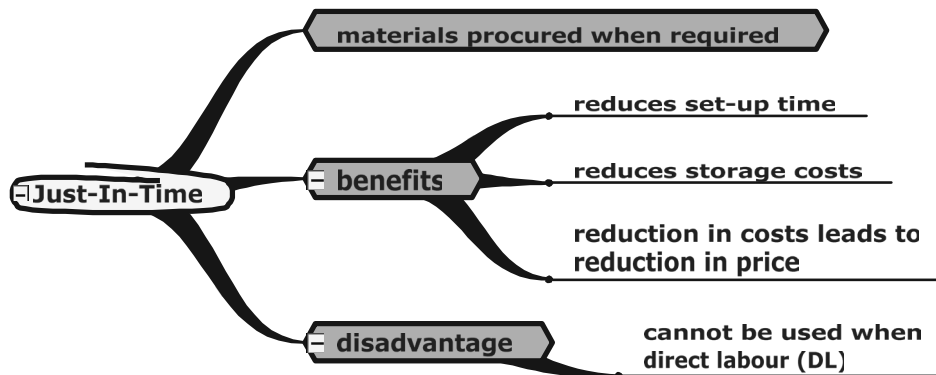 materials procured when required
reduces set-up time
Just-In-Time
benefits
reduces storage costs
reduction in costs leads to
reduction in price
disadvantage
cannot be used when
direct labour (DL)